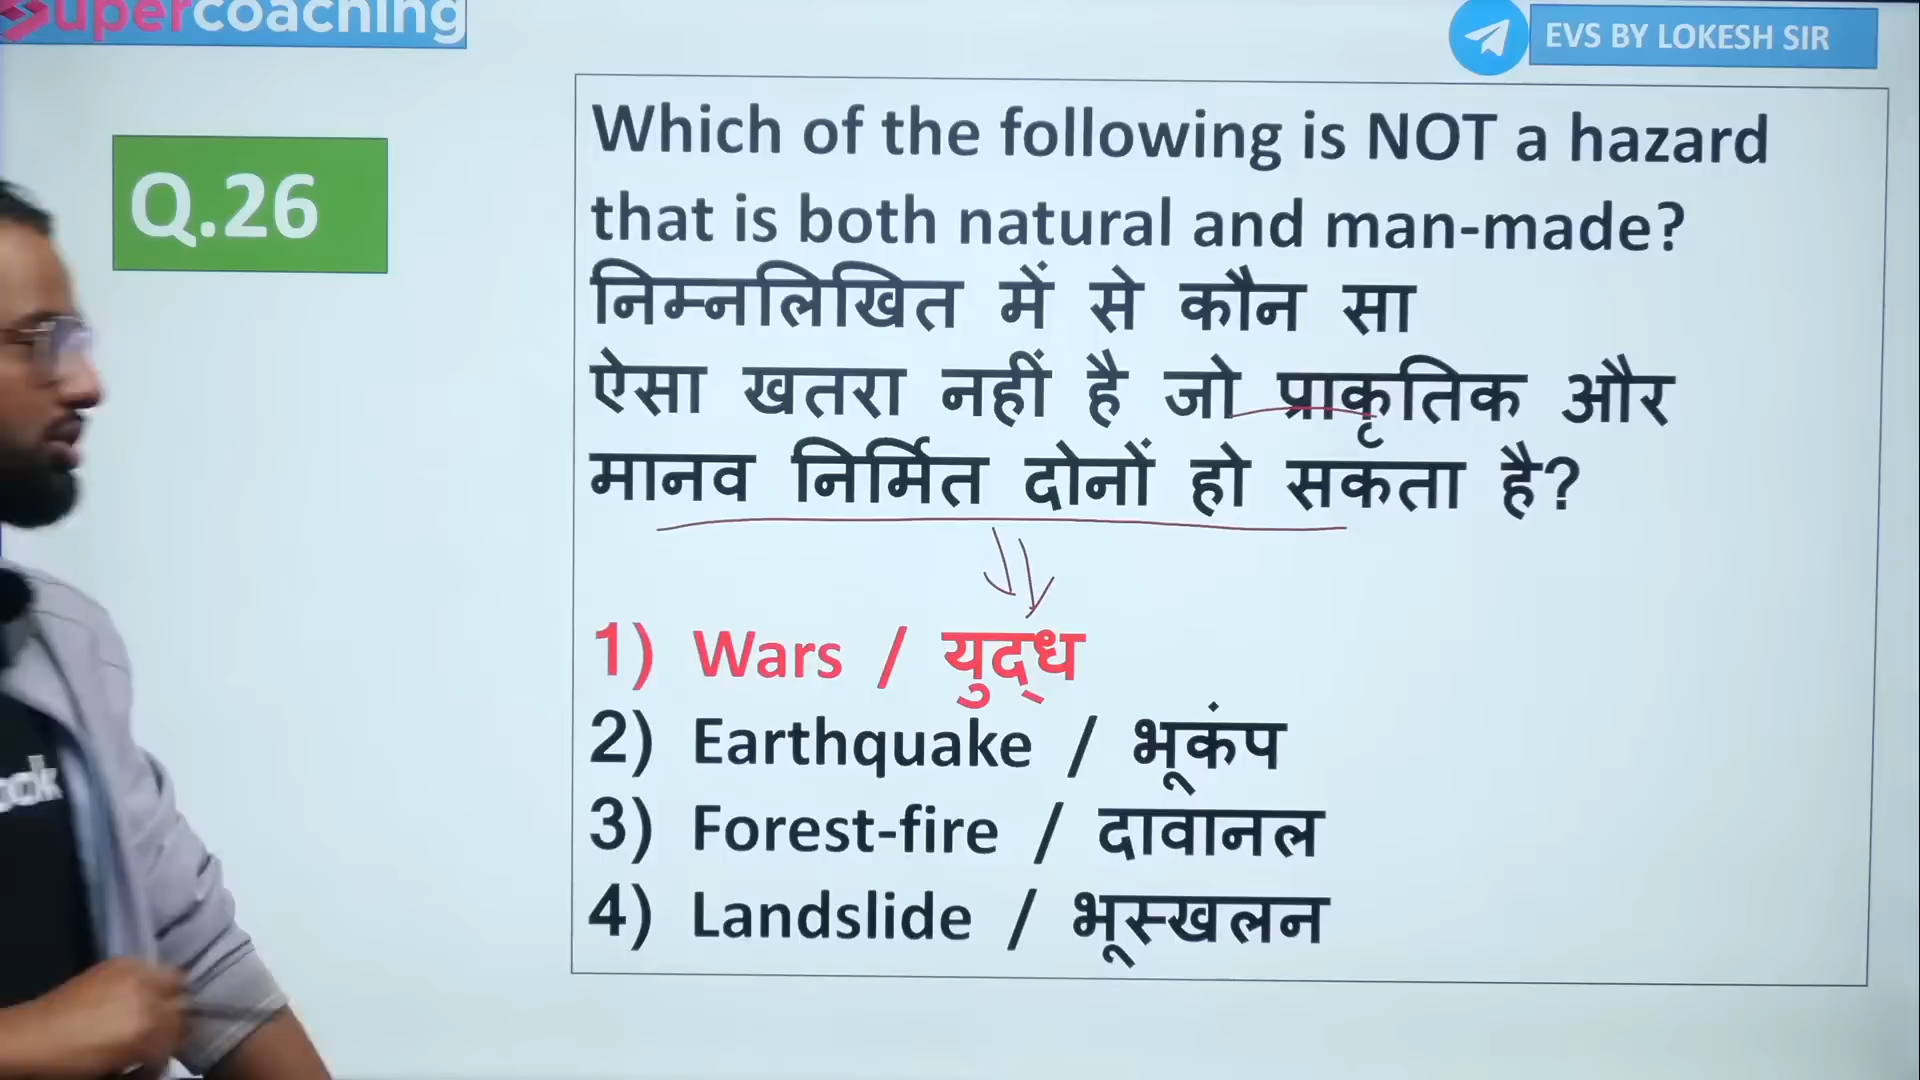 Supercoaching
EVS BY LOKESH SIR
Q.26
Which of the following is NOT a hazard
that is both natural and man-made?
निम्नलिखित में से कौन सा
ऐसा खतरा नहीं है जो प्राकृतिक और
मानव निर्मित दोनों हो सकता है?
1) Wars / युद्ध
2) Earthquake / भूकंप
3) Forest-fire / दावानल
4) Landslide / भूस्खलन